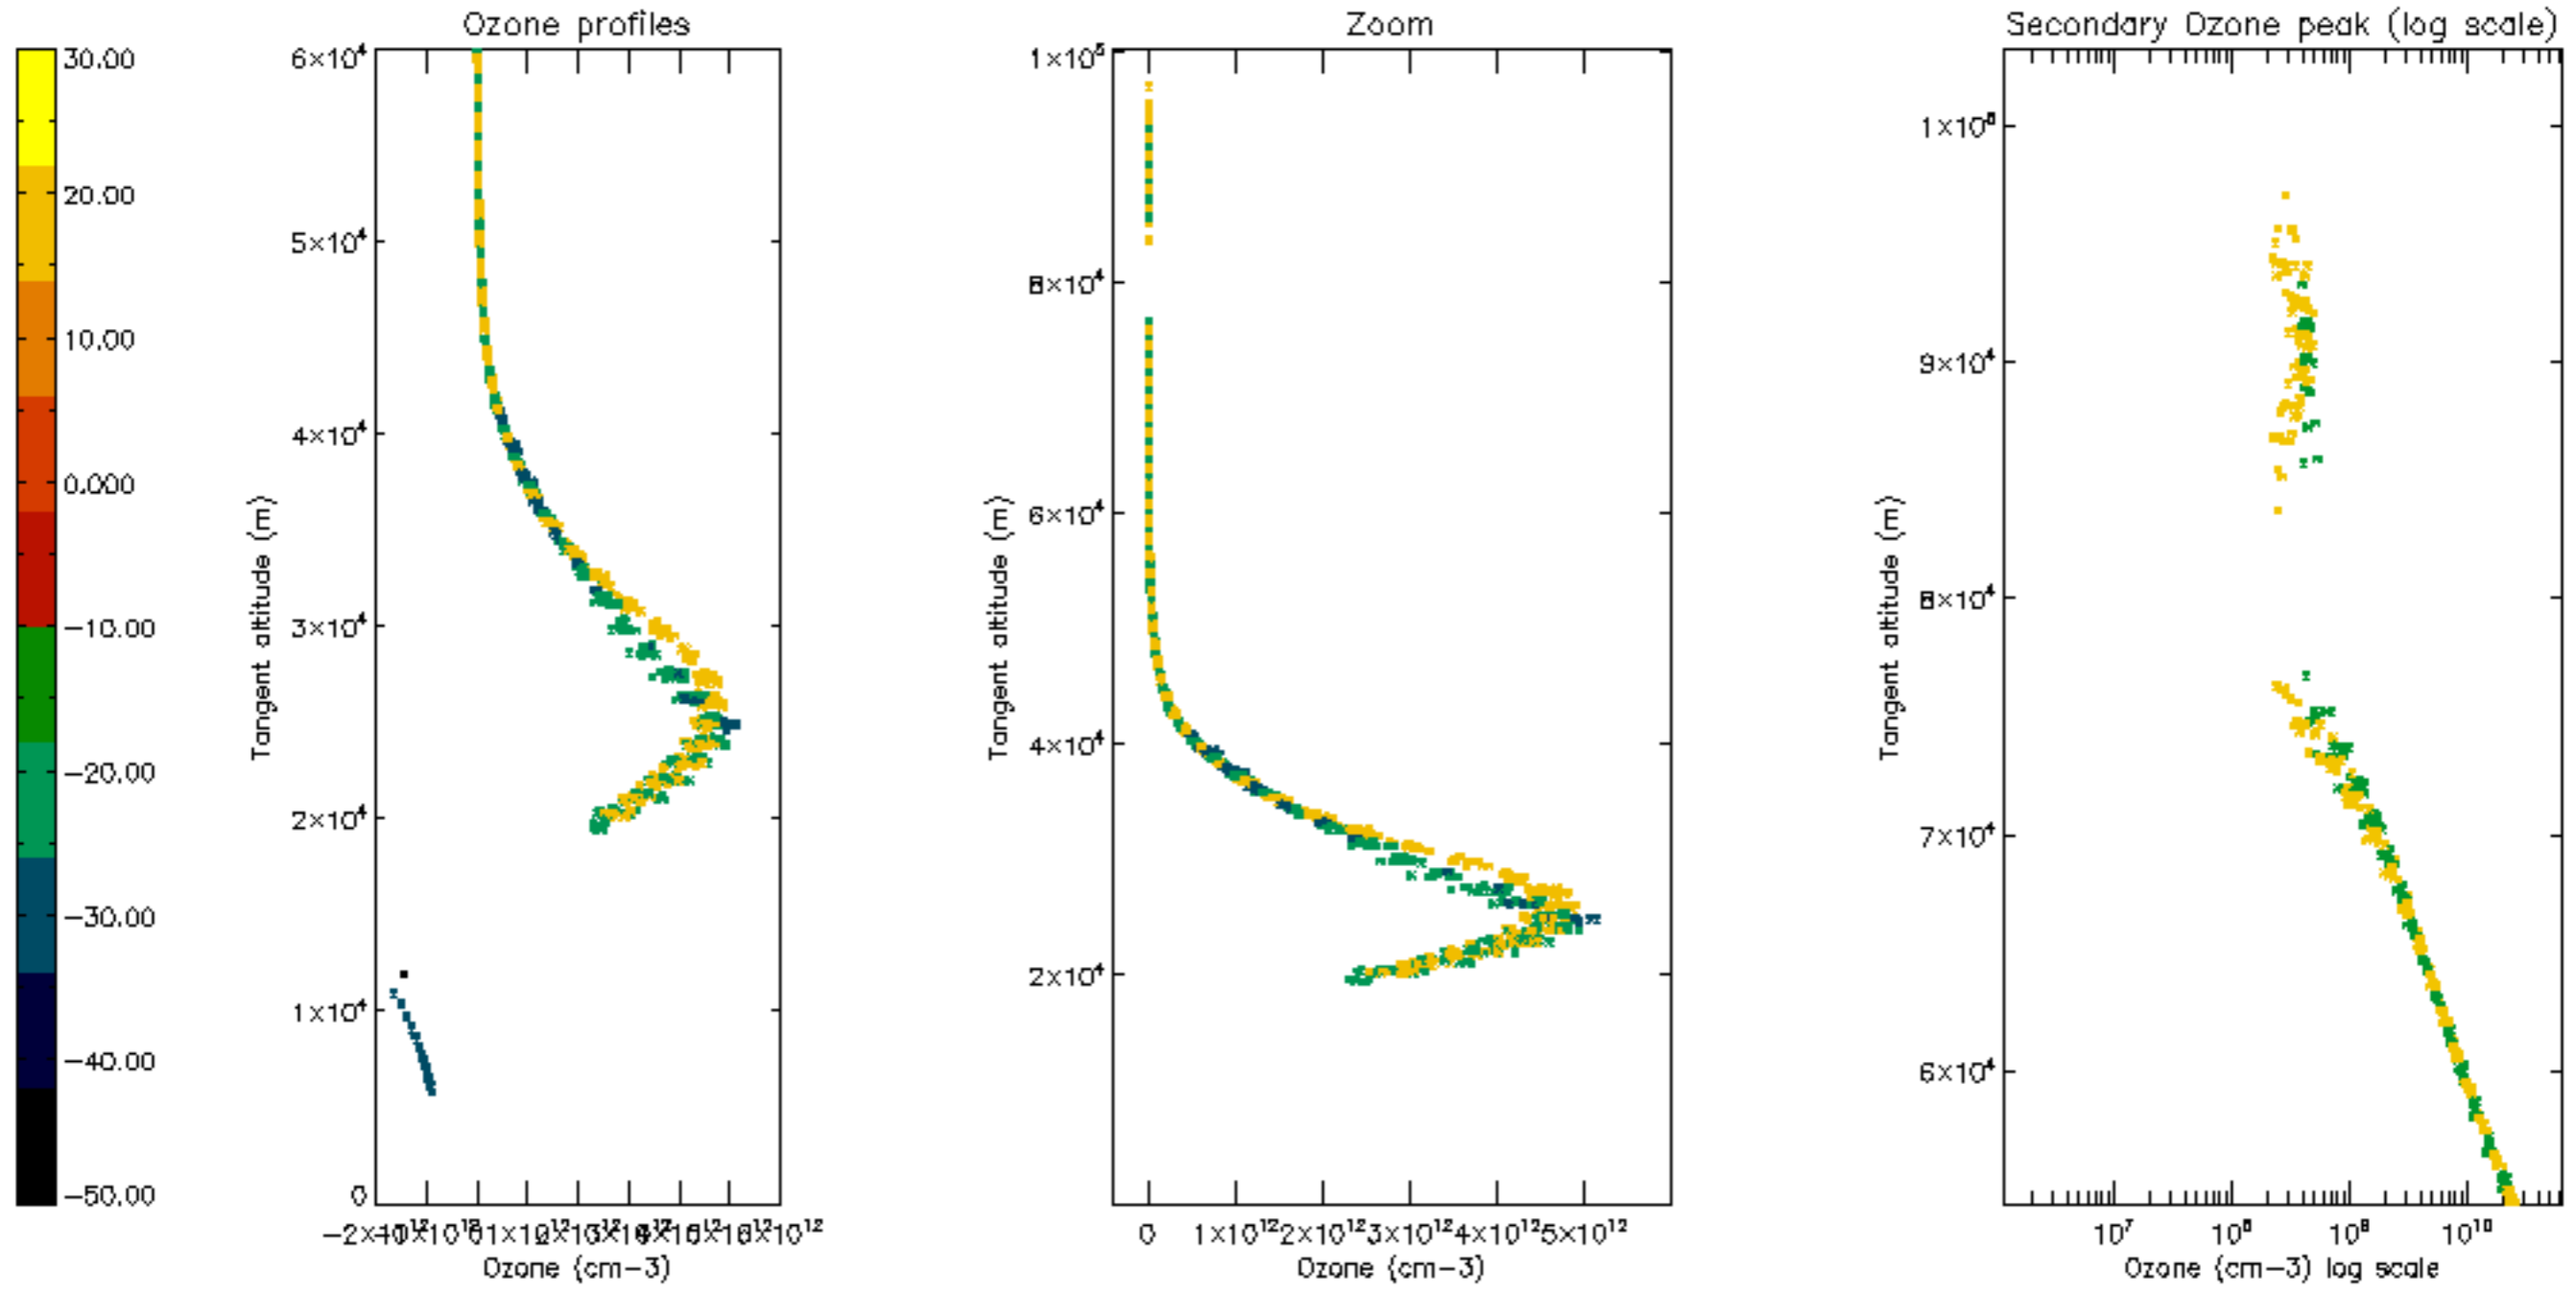 Ozone profiles
Zoom
Secondary Ozone peak (log scale)
30.00
20.00
10.00
0.000
−10.00
−20.00
−30.00
−40.00
−50.00
6×10⁴
5×10⁴
4×10⁴
3×10⁴
2×10⁴
1×10⁴
0
Tangent altitude (m)
Ozone (cm−3)
1×10⁵
8×10⁴
6×10⁴
4×10⁴
2×10⁴
Tangent altitude (m)
0 1×10¹² 2×10¹² 3×10¹² 4×10¹² 5×10¹²
Ozone (cm−3)
1×10⁵
9×10⁴
8×10⁴
7×10⁴
6×10⁴
Tangent altitude (m)
10⁷ 10⁸ 10⁹ 10¹⁰
Ozone (cm−3) log scale